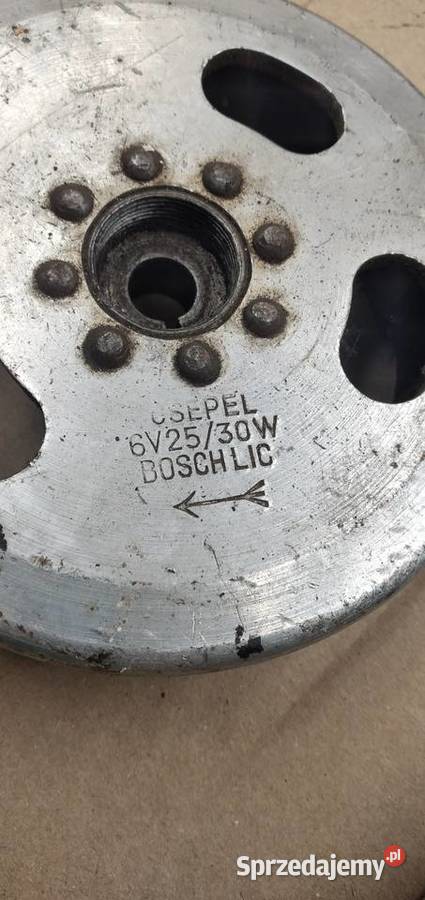 CSEPEL
6V25/30W
BOSCH LIC
Sprzedajemy.pl